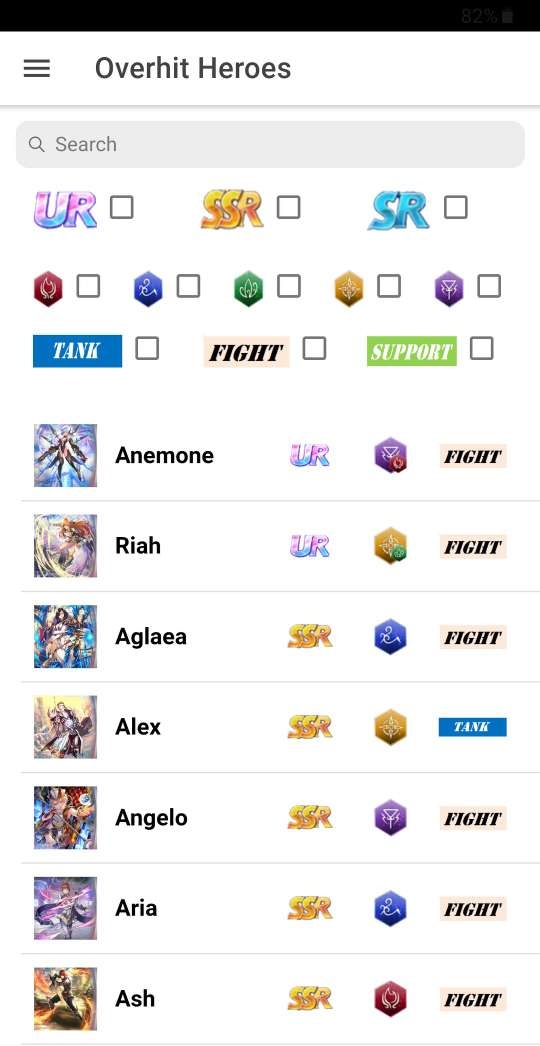 82%
Overhit Heroes
Search
UR SSR SR
TANK FIGHT SUPPORT
Anemone UR FIGHT
Riah UR FIGHT
Aglaea SSR FIGHT
Alex SSR TANK
Angelo SSR FIGHT
Aria SSR FIGHT
Ash SSR FIGHT